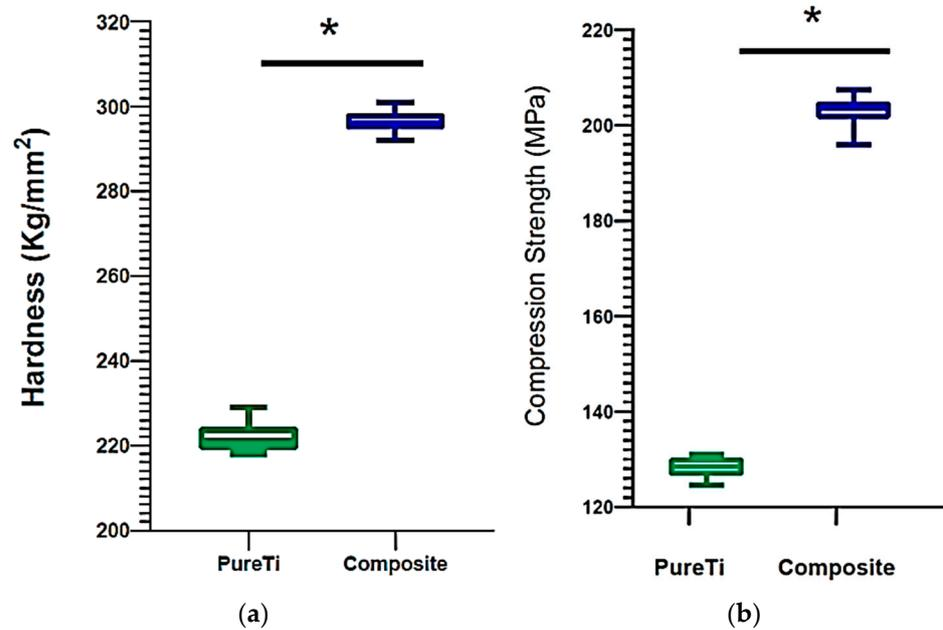 *
Hardness (Kg/mm²)
320
300
280
260
240
220
200
PureTi Composite
(a)
*
Compression Strength (MPa)
220
200
180
160
140
120
PureTi Composite
(b)